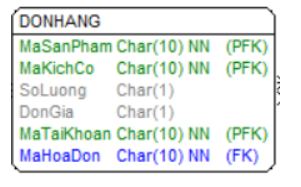 DONHANG
MaSanPham Char(10) NN (PFK)
MaKichCo Char(10) NN (PFK)
SoLuong Char(1)
DonGia Char(1)
MaTaiKhoan Char(10) NN (PFK)
MaHoaDon Char(10) NN (FK)